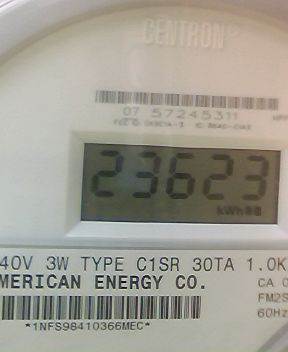 CENTRON®
07 57245311
23623
kWh
40V 3W TYPE C1SR 30TA 1.0K
MERICAN ENERGY CO.
CA 0
FM2S
60Hz
*1NFS98410366MEC*